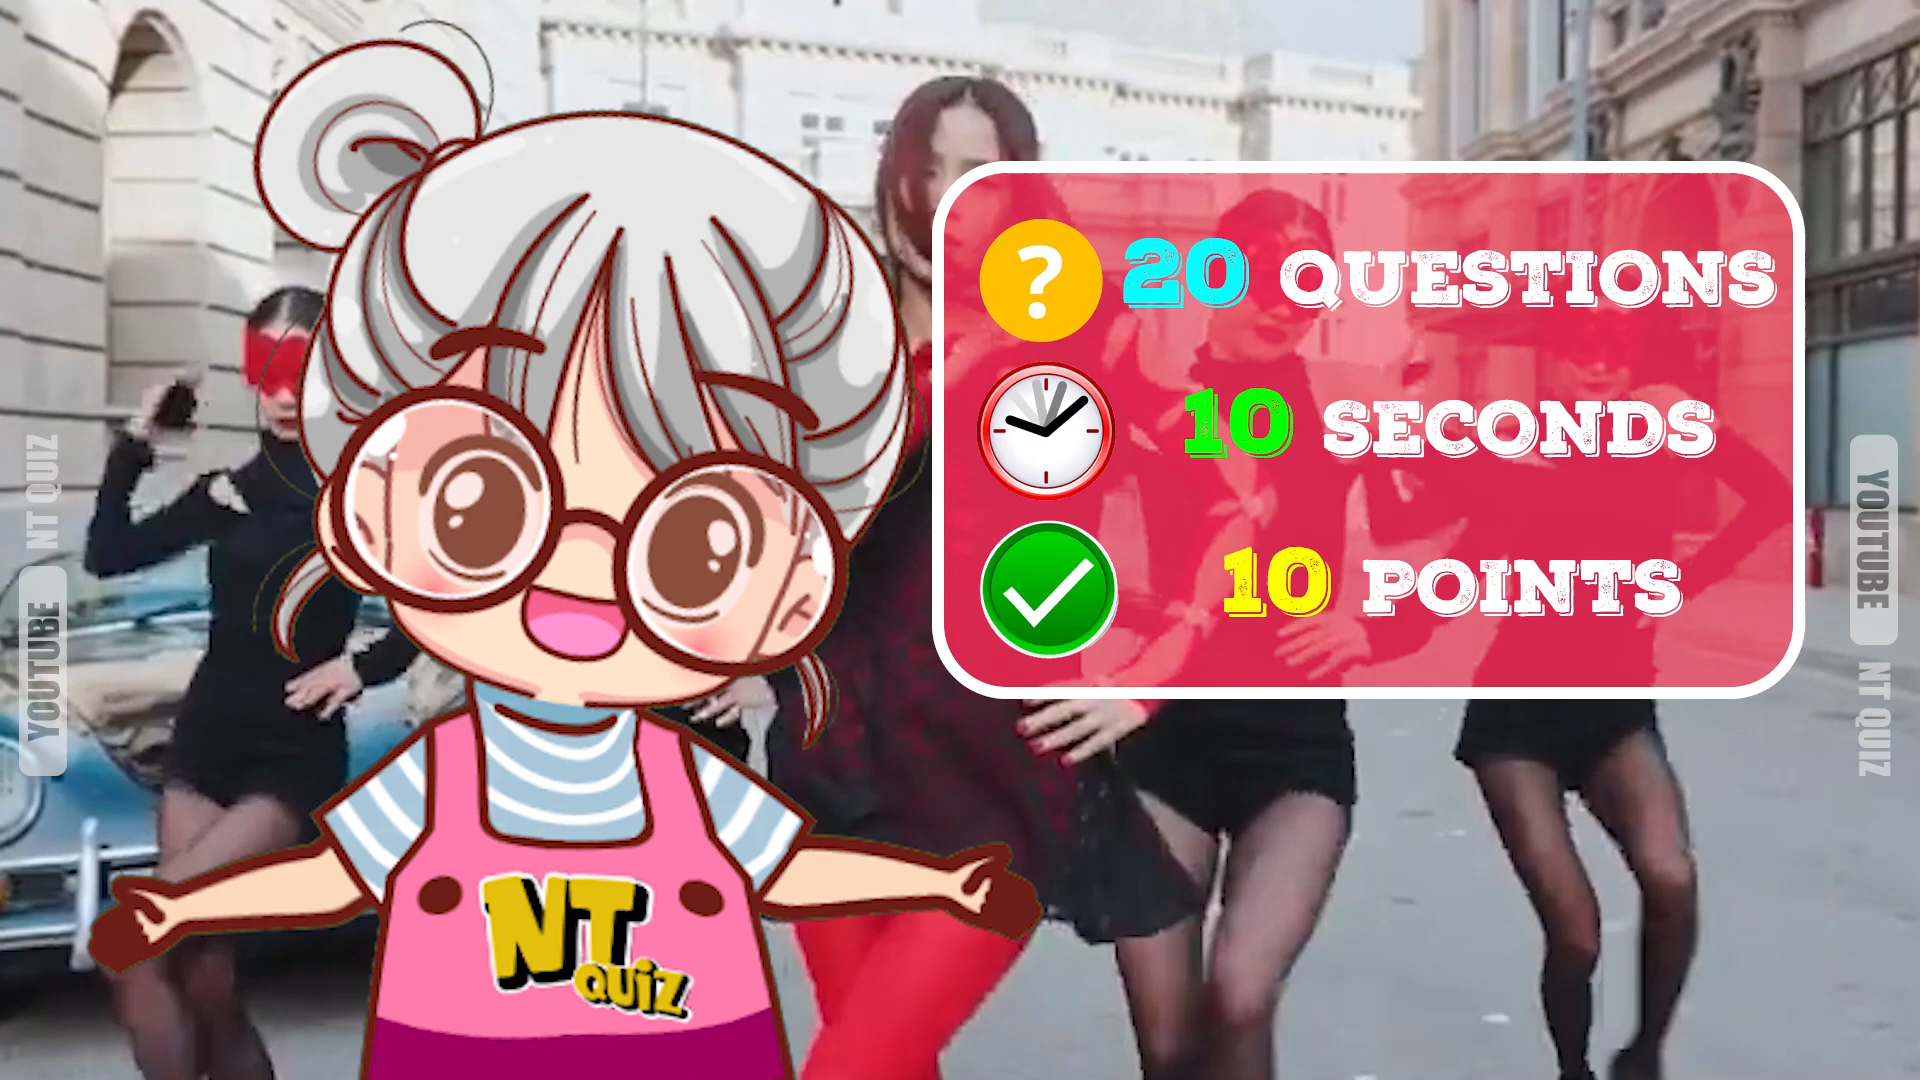 ?
20 QUESTIONS
10 SECONDS
10 POINTS
NT
QUIZ
YOUTUBE NT QUIZ
YOUTUBE NT QUIZ